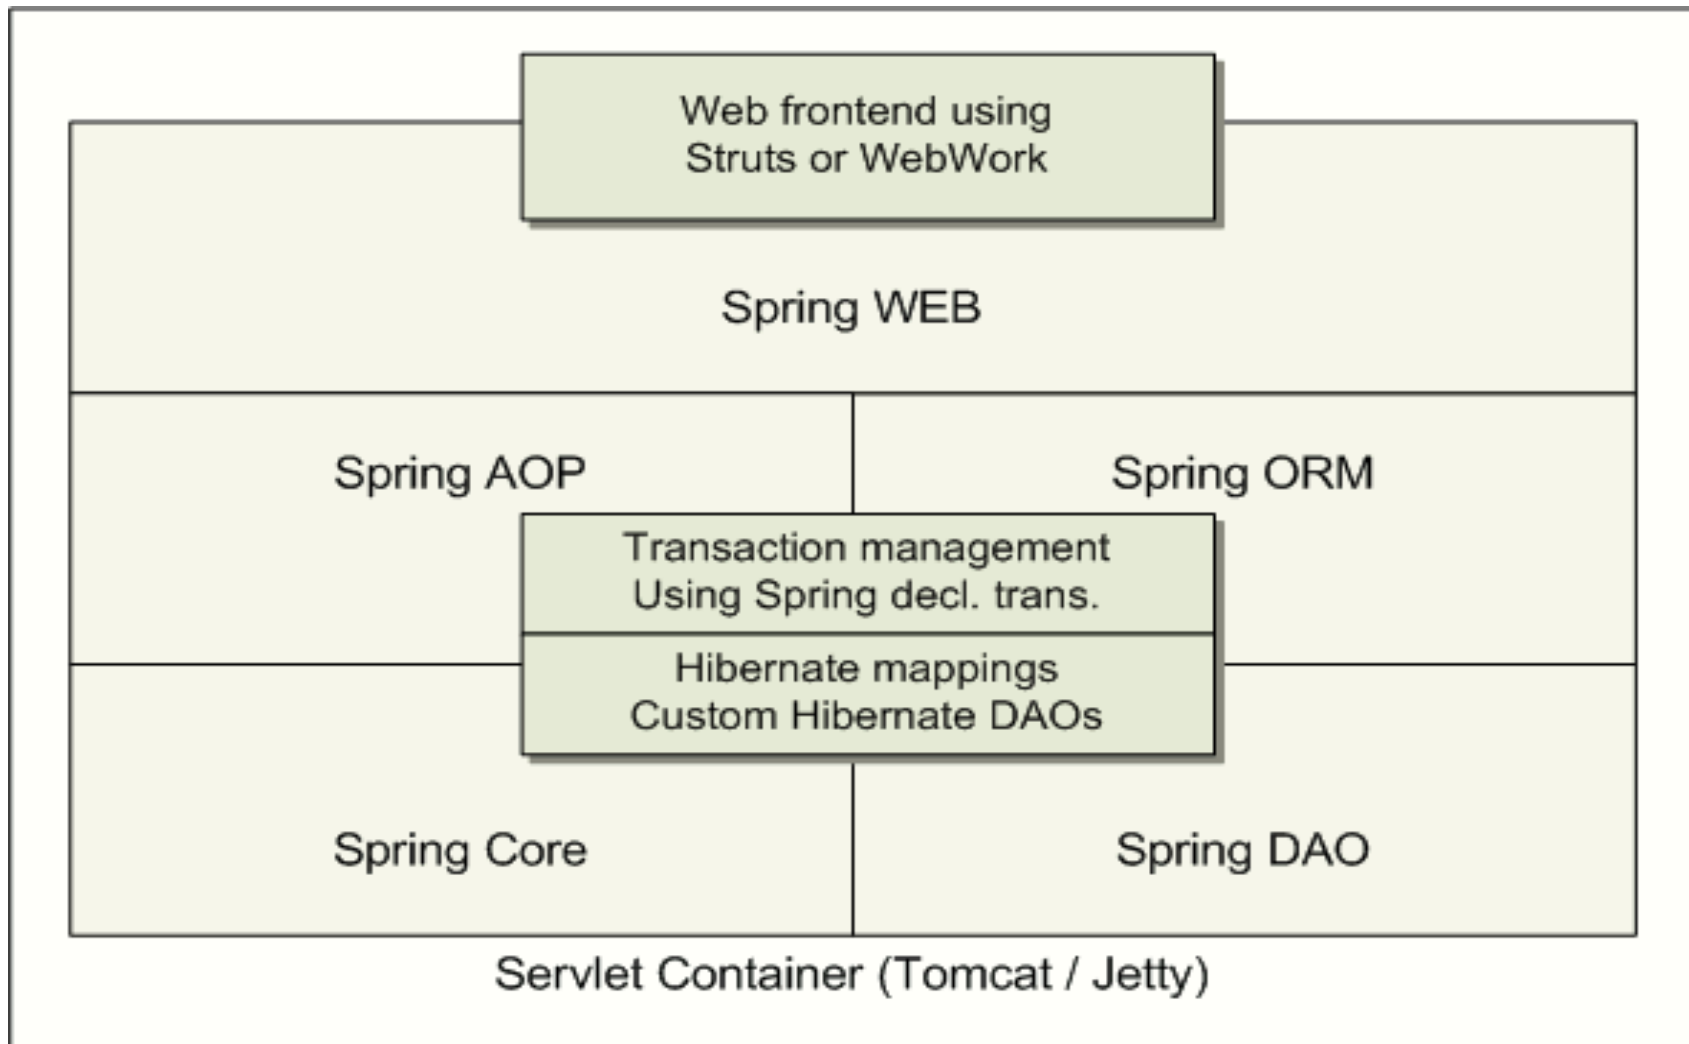 Web frontend using
Struts or WebWork
Spring WEB
Spring AOP
Spring ORM
Transaction management
Using Spring decl. trans.
Hibernate mappings
Custom Hibernate DAOs
Spring Core
Spring DAO
Servlet Container (Tomcat / Jetty)